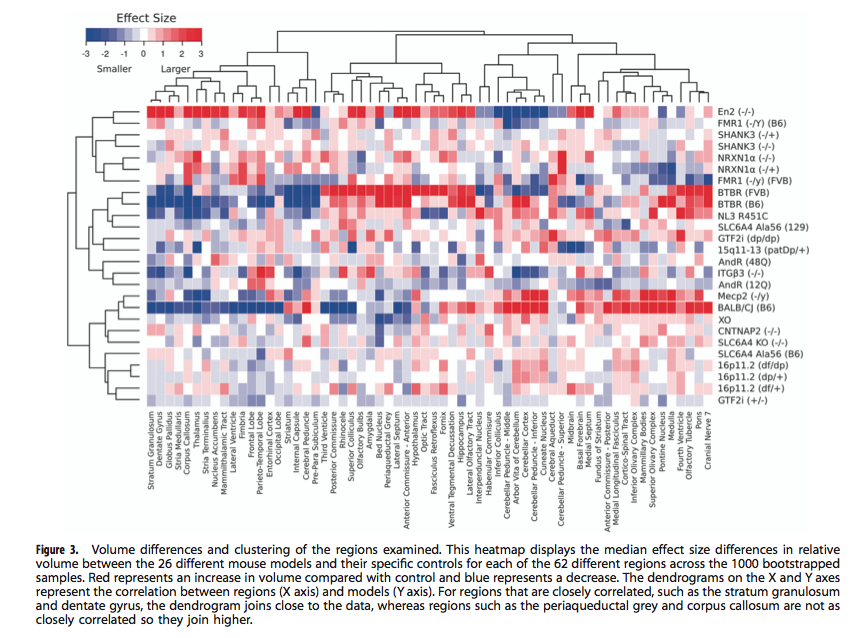 Effect Size
-3 -2 -1 0 1 2 3
Smaller Larger
En2 (-/-)
FMR1 (-/Y) (B6)
SHANK3 (-/+)
SHANK3 (-/-)
NRXN1α (-/-)
NRXN1α (-/+)
FMR1 (-/y) (FVB)
BTBR (FVB)
BTBR (B6)
NL3 R451C
SLC6A4 Ala56 (129)
GTF2i (dp/dp)
15q11-13 (patDp/+)
AndR (48Q)
ITGβ3 (-/-)
AndR (12Q)
Mecp2 (-/y)
BALB/CJ (B6)
XO
CNTNAP2 (-/-)
SLC6A4 KO (-/-)
SLC6A4 Ala56 (B6)
16p11.2 (df/dp)
16p11.2 (dp/+)
16p11.2 (df/+)
GTF2i (+/-)
Stratum Granulosum
Dentate Gyrus
Globus Pallidus
Stria Medullaris
Corpus Callosum
Thalamus
Stria Terminalis
Nucleus Accumbens
Mammilothalamic Tract
Lateral Ventricle
Fimbria
Frontal Lobe
Parieto-Temporal Lobe
Entorhinal Cortex
Occipital Lobe
Striatum
Internal Capsule
Cerebral Peduncle
Pre-Para Subiculum
Third Ventricle
Posterior Commissure
Rhinocele
Superior Colliculus
Olfactory Bulbs
Amygdala
Bed Nucleus
Periaqueductal Grey
Lateral Septum
Anterior Commissure - Anterior
Hypothalamus
Optic Tract
Fasciculus Retroflexus
Fornix
Ventral Tegmental Decussation
Hippocampus
Lateral Olfactory Tract
Interpedunclar Nucleus
Habenular Commissure
Inferior Colliculus
Cerebellar Peduncle - Middle
Arbor Vita of Cerebellum
Cerebellar Cortex
Cerebellar Peduncle - Inferior
Cuneate Nucleus
Cerebral Aqueduct
Cerebellar Peduncle - Superior
Midbrain
Basal Forebrain
Medial Septum
Fundus of Striatum
Anterior Commissure - Posterior
Medial Longitudinal Fasciculus
Cortico-Spinal Tract
Inferior Olivary Complex
Mammillary Bodies
Superior Olivary Complex
Pontine Nucleus
Medulla
Fourth Ventricle
Olfactory Tubercle
Pons
Cranial Nerve 7
Figure 3. Volume differences and clustering of the regions examined. This heatmap displays the median effect size differences in relative
volume between the 26 different mouse models and their specific controls for each of the 62 different regions across the 1000 bootstrapped
samples. Red represents an increase in volume compared with control and blue represents a decrease. The dendrograms on the X and Y axes
represent the correlation between regions (X axis) and models (Y axis). For regions that are closely correlated, such as the stratum granulosum
and dentate gyrus, the dendrogram joins close to the data, whereas regions such as the periaqueductal grey and corpus callosum are not as
closely correlated so they join higher.